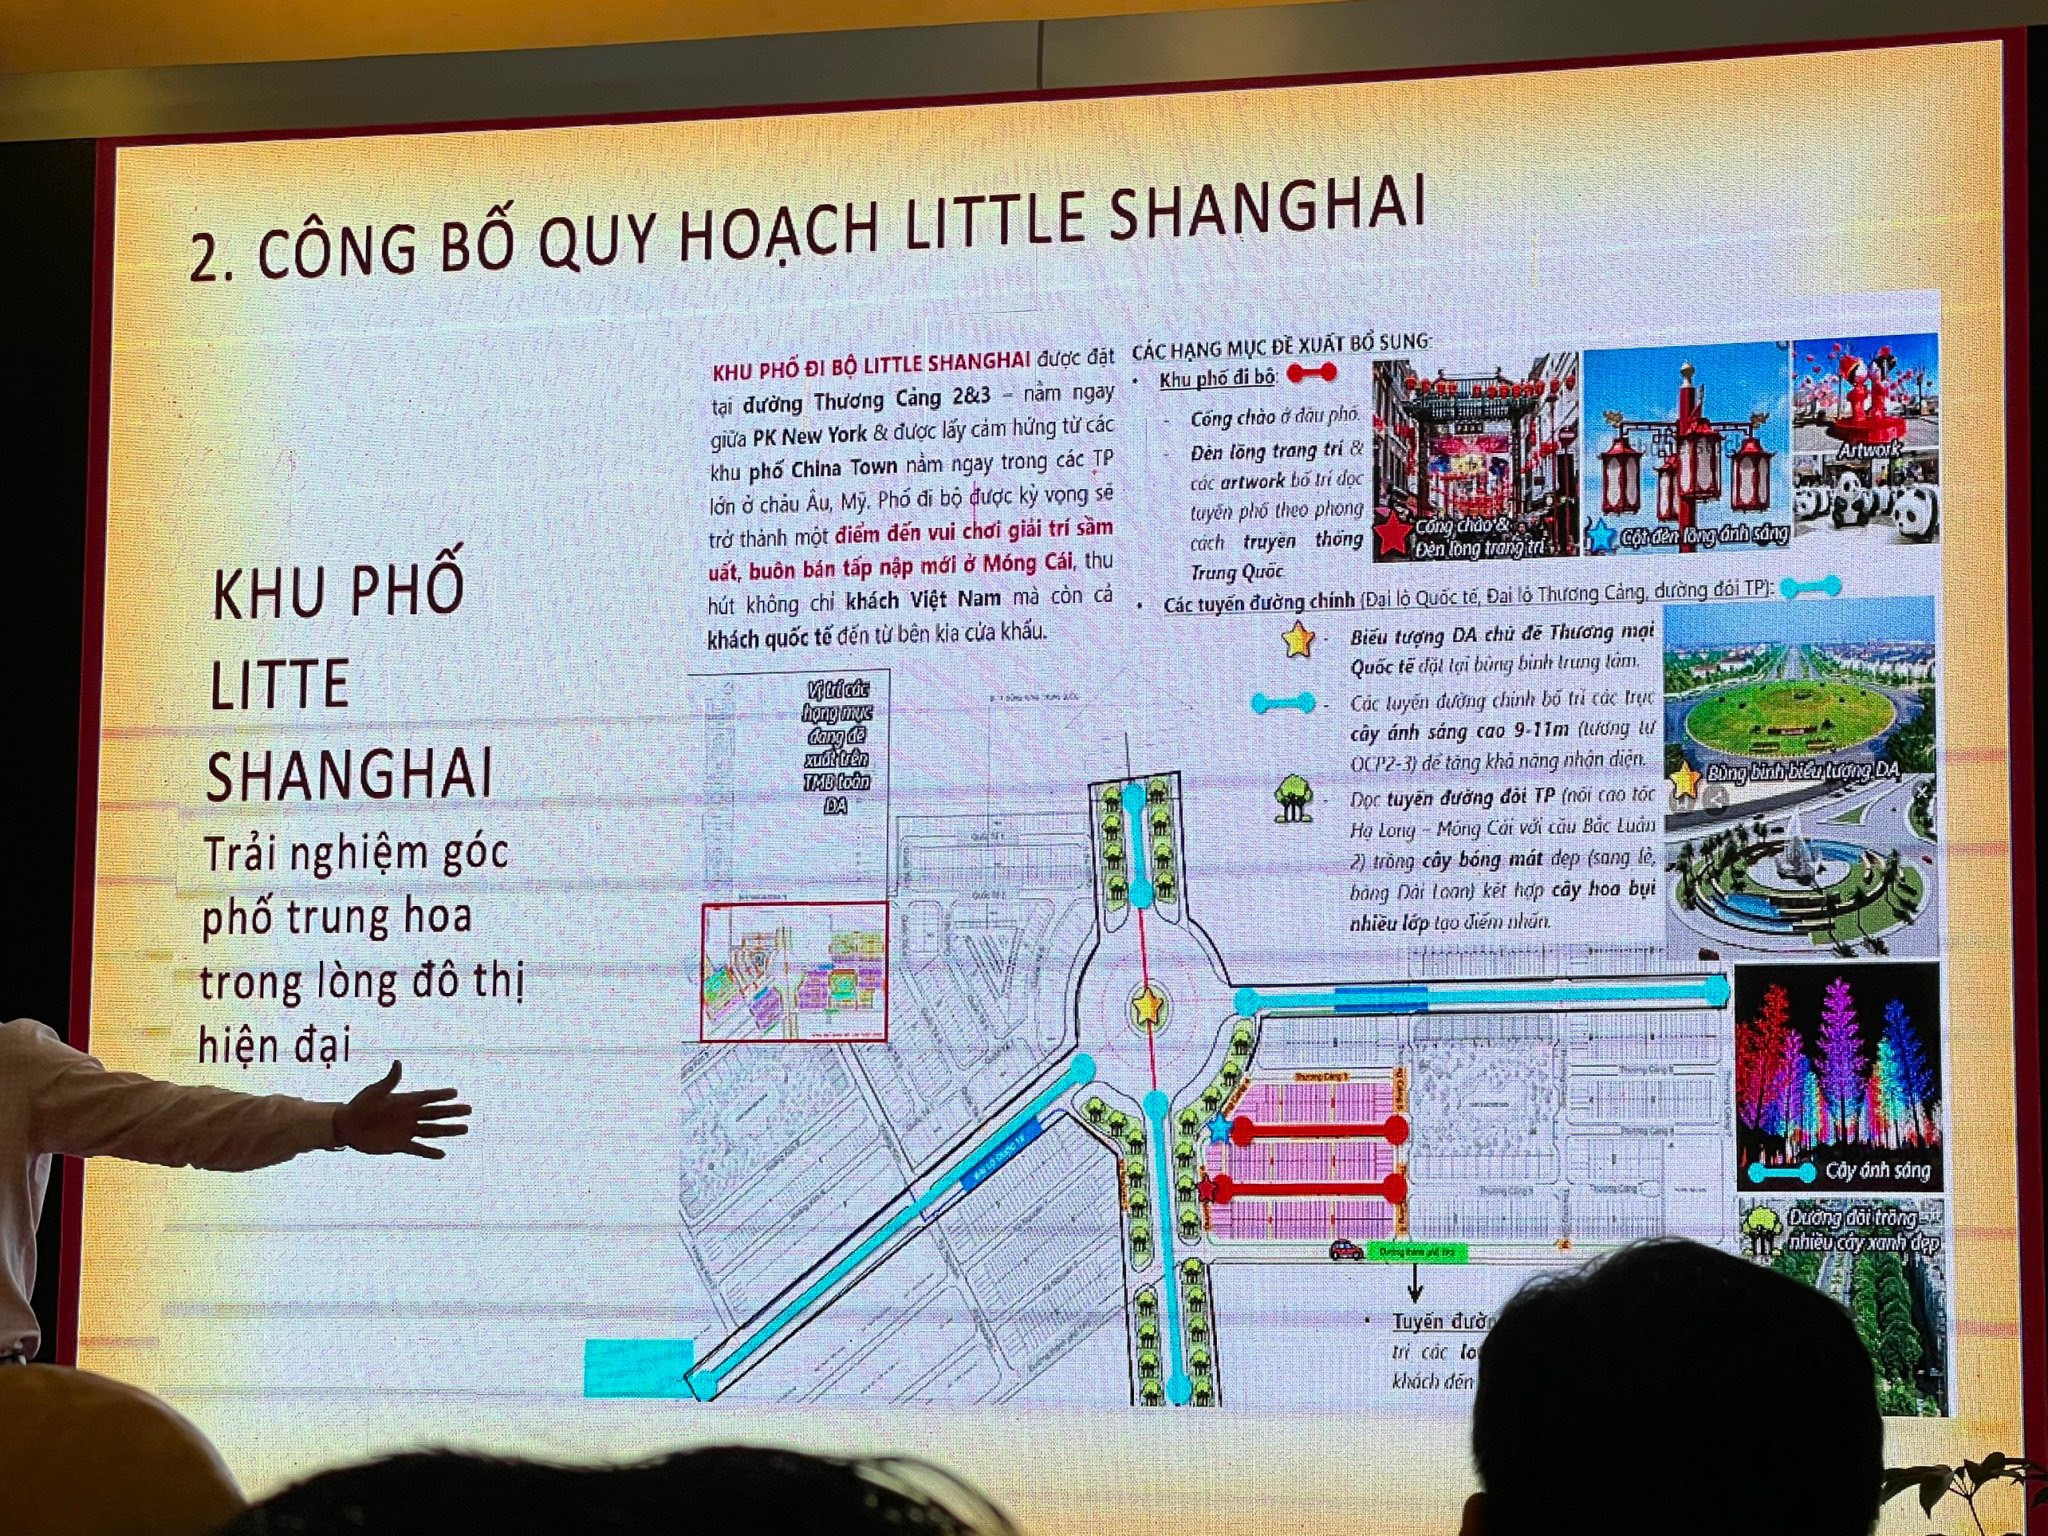 2. CÔNG BỐ QUY HOẠCH LITTLE SHANGHAI
KHU PHỐ
LITTE
SHANGHAI
Trải nghiệm góc
phố trung hoa
trong lòng đô thị
hiện đại
KHU PHỐ ĐI BỘ LITTLE SHANGHAI được đặt
tại đường Thương Cảng 2&3 – nằm ngay
giữa PK New York & được lấy cảm hứng từ các
khu phố China Town nằm ngay trong các TP
lớn ở châu Âu, Mỹ. Phố đi bộ được kỳ vọng sẽ
trở thành một điểm đến vui chơi giải trí sầm
uất, buôn bán tấp nập mới ở Móng Cái, thu
hút không chỉ khách Việt Nam mà còn cả
khách quốc tế đến từ bên kia cửa khẩu.
CÁC HẠNG MỤC ĐỀ XUẤT BỔ SUNG:
• Khu phố đi bộ:
- Cổng chào ở đầu phố.
- Đèn lồng trang trí &
các artwork bố trí dọc
tuyến phố theo phong
cách truyền thống
Trung Quốc
Cổng chào &
Đèn lồng trang trí
Cột đèn lồng ánh sáng
Artwork
• Các tuyến đường chính (Đại lộ Quốc tế, Đại lộ Thương Cảng, đường đôi TP):
- Biểu tượng DA chủ đề Thương mại
Quốc tế đặt tại bùng binh trung tâm.
- Các tuyến đường chính bố trí các trục
cây ánh sáng cao 9-11m (tương tự
OCP2-3) để tăng khả năng nhận diện.
- Dọc tuyến đường đôi TP (nối cao tốc
Hạ Long – Móng Cái với cầu Bắc Luân
2) trồng cây bóng mát đẹp (sang lẻ,
bàng Đài Loan) kết hợp cây hoa bụi
nhiều lớp tạo điểm nhấn.
Bùng binh biểu tượng DA
Vị trí các
hạng mục
đang đề
xuất trên
TMB toàn
DA
Cây ánh sáng
Đường đôi trồng
nhiều cây xanh đẹp
Thương Cảng 5
• Tuyến đườ
trí các
khách đến